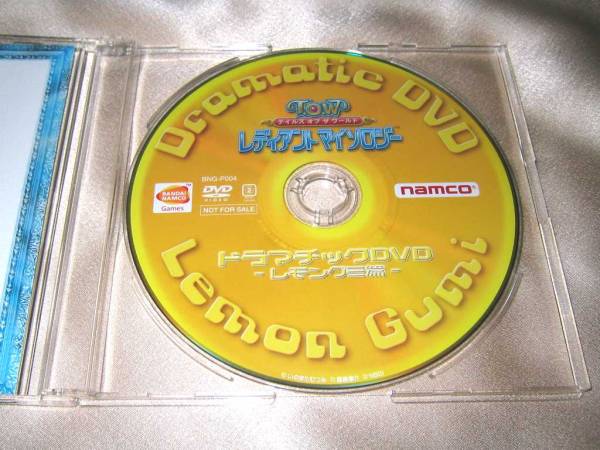 Dramatic DVD
TOW
テイルズ オブ ザ ワールド
レディアント マイソロジー
BNG-P004
BANDAI
NAMCO
Games
DVD
VIDEO
2
NOT FOR SALE
namco
ドラマチックDVD
-レモングミ篇-
Lemon Gumi